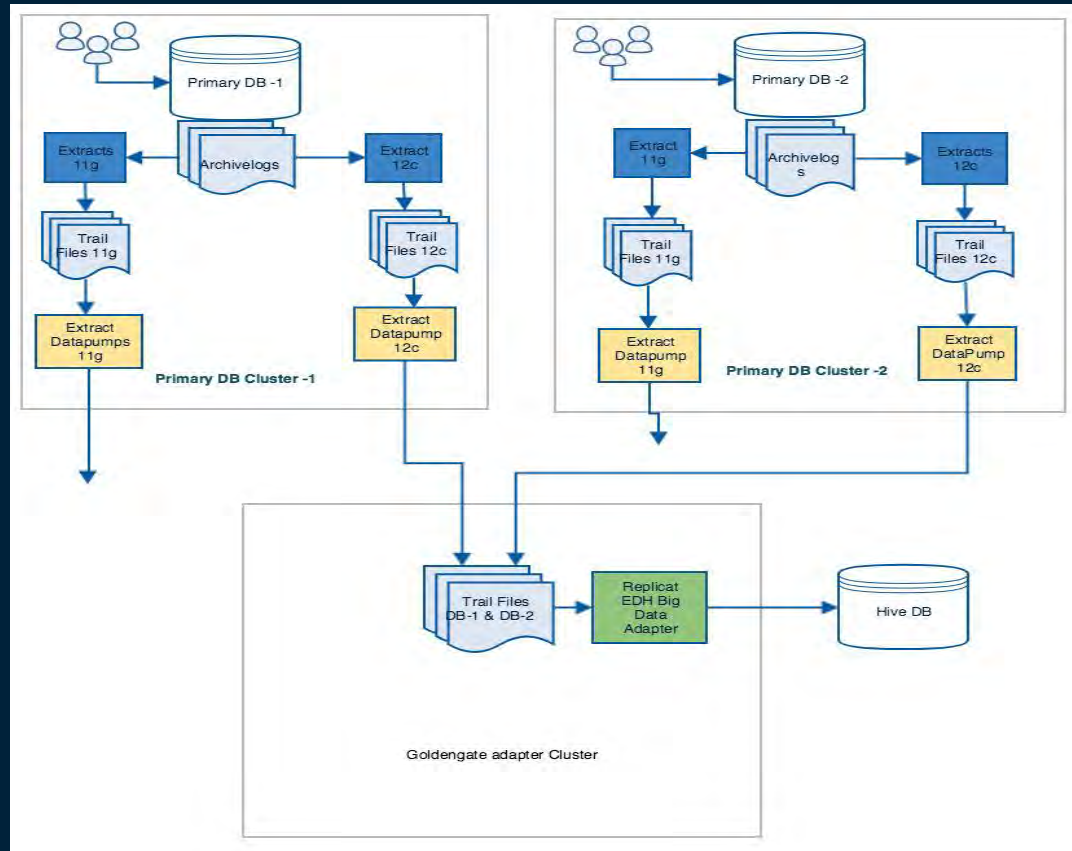 Primary DB -1
Extracts
11g
Archivelogs
Extract
12c
Trail
Files 11g
Trail
Files 12c
Extract
Datapumps
11g
Extract
Datapump
12c
Primary DB Cluster -1
Primary DB -2
Extract
11g
Archivelog
s
Extracts
12c
Trail
Files 11g
Trail
Files 12c
Extract
Datapump
11g
Extract
DataPump
12c
Primary DB Cluster -2
Trail Files
DB-1 & DB-2
Replicat
EDH Big
Data
Adapter
Hive DB
Goldengate adapter Cluster